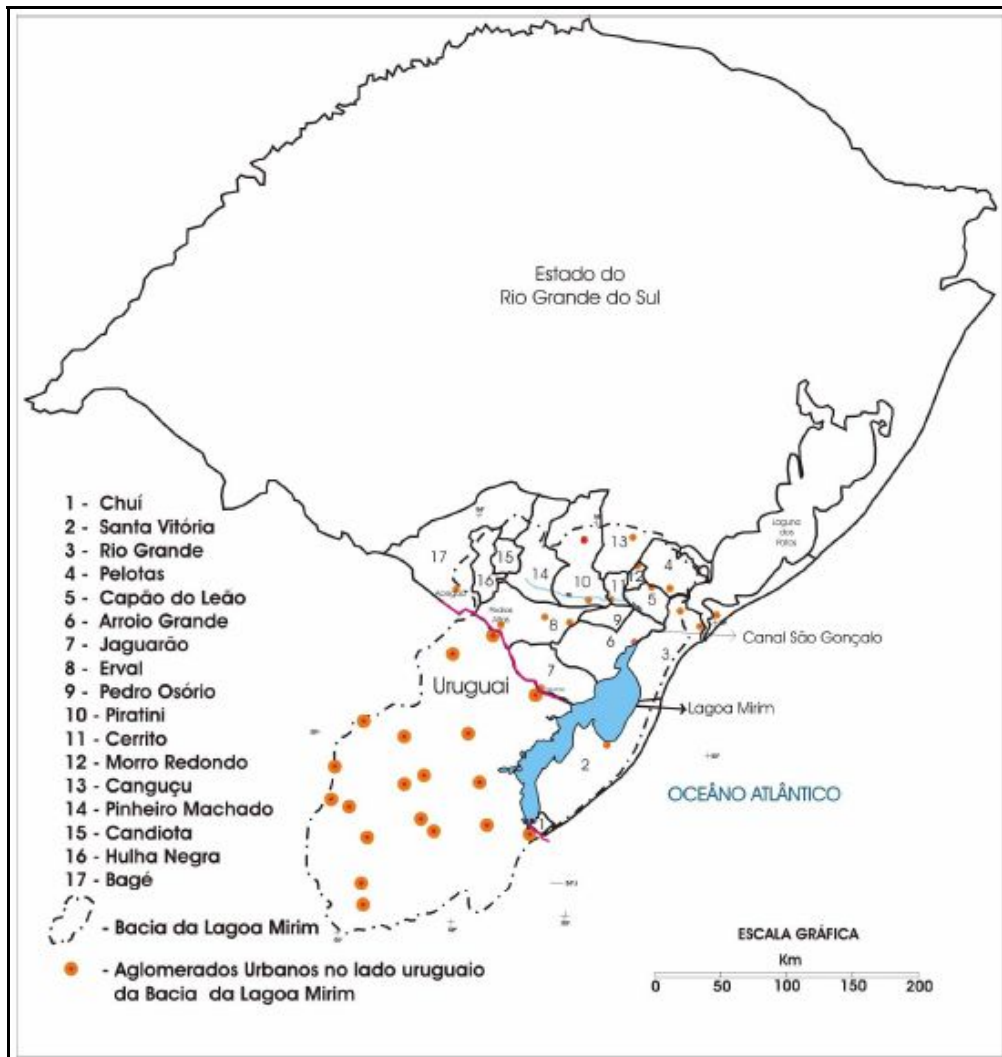 Estado do
Rio Grande do Sul
Laguna
dos
Patos
1 - Chuí
2 - Santa Vitória
3 - Rio Grande
4 - Pelotas
5 - Capão do Leão
6 - Arroio Grande
7 - Jaguarão
8 - Erval
9 - Pedro Osório
10 - Piratini
11 - Cerrito
12 - Morro Redondo
13 - Canguçu
14 - Pinheiro Machado
15 - Candiota
16 - Hulha Negra
17 - Bagé
- Bacia da Lagoa Mirim
- Aglomerados Urbanos no lado uruguaio
da Bacia da Lagoa Mirim
17
15
16
14
10
13
12
11
4
5
9
8
6
3
7
2
1
Pedras
Altas
Uruguai
Canal São Gonçalo
Lagoa Mirim
OCEÂNO ATLÂNTICO
ESCALA GRÁFICA
Km
0 50 100 150 200